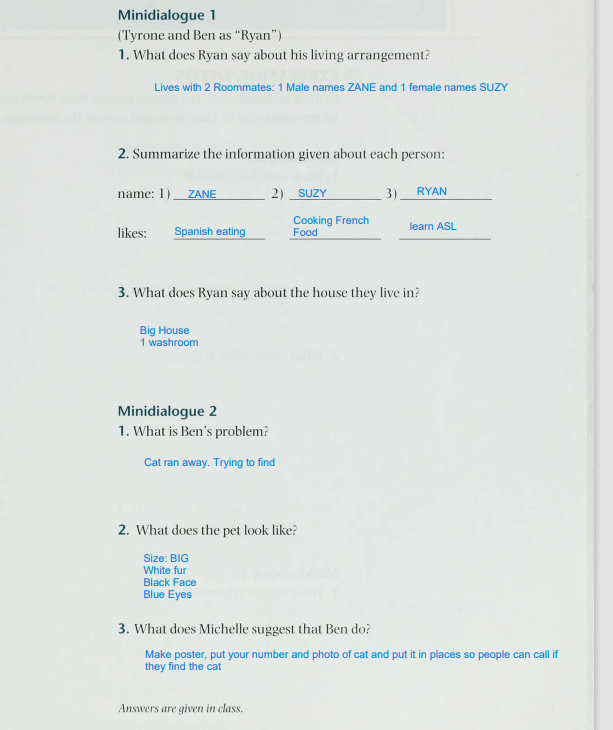 Minidialogue 1
(Tyrone and Ben as “Ryan”)
1. What does Ryan say about his living arrangement?
Lives with 2 Roommates: 1 Male names ZANE and 1 female names SUZY
2. Summarize the information given about each person:
name: 1) ZANE 2) SUZY 3) RYAN
likes: Spanish eating Cooking French Food learn ASL
3. What does Ryan say about the house they live in?
Big House
1 washroom
Minidialogue 2
1. What is Ben’s problem?
Cat ran away. Trying to find
2. What does the pet look like?
Size: BIG
White fur
Black Face
Blue Eyes
3. What does Michelle suggest that Ben do?
Make poster, put your number and photo of cat and put it in places so people can call if
they find the cat
Answers are given in class.